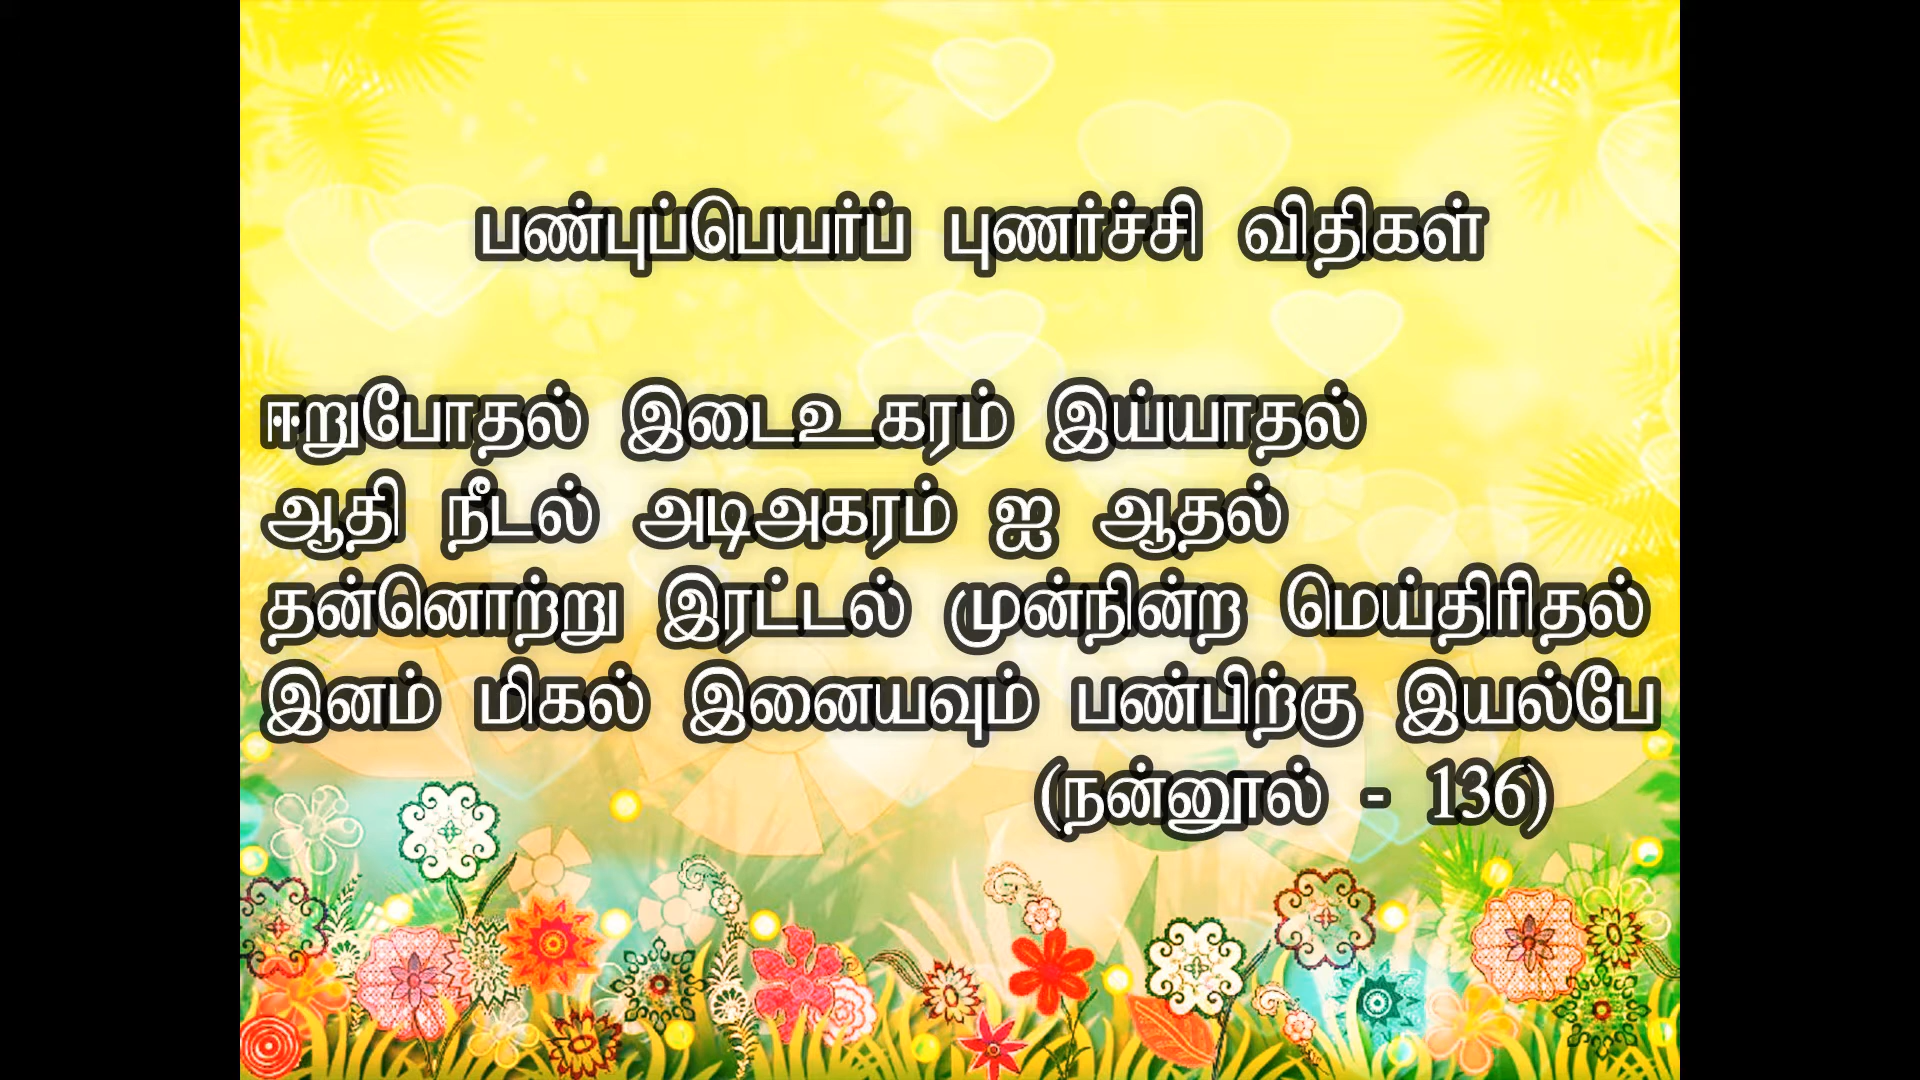 பண்புப்பெயர்ப் புணர்ச்சி விதிகள்
ஈறுபோதல் இடைஉகரம் இய்யாதல்
ஆதி நீடல் அடிஅகரம் ஐ ஆதல்
தன்னொற்று இரட்டல் முன்நின்ற மெய்திரிதல்
இனம் மிகல் இனையவும் பண்பிற்கு இயல்பே
(நன்னூல் - 136)